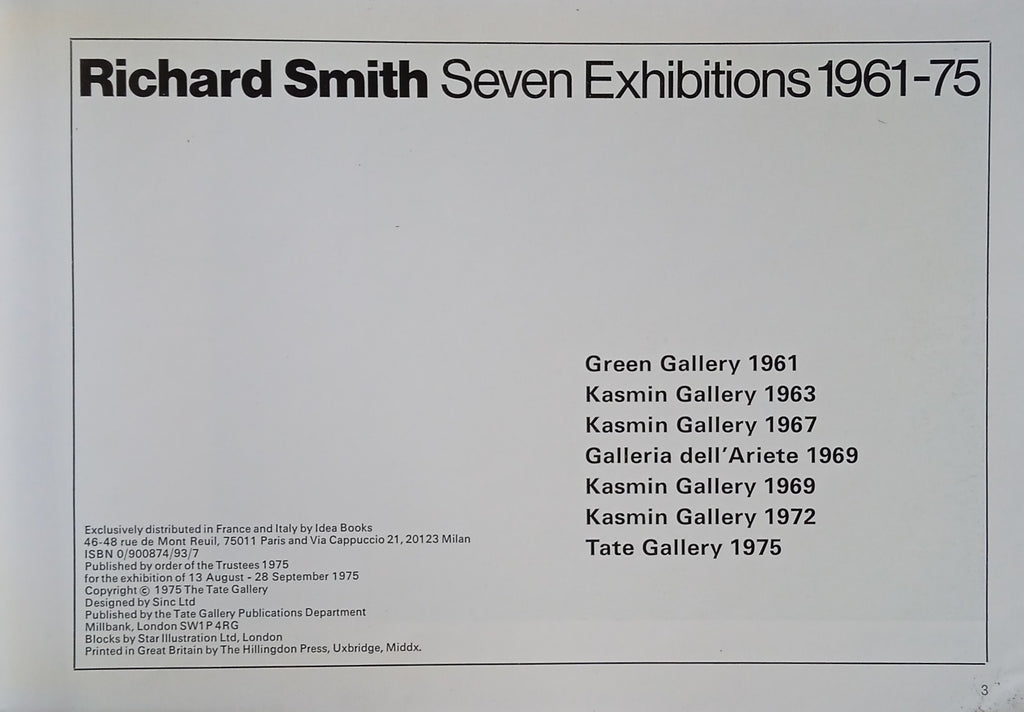 Richard Smith Seven Exhibitions 1961-75
Green Gallery 1961
Kasmin Gallery 1963
Kasmin Gallery 1967
Galleria dell'Ariete 1969
Kasmin Gallery 1969
Kasmin Gallery 1972
Tate Gallery 1975
Exclusively distributed in France and Italy by Idea Books
46-48 rue de Mont Reuil, 75011 Paris and Via Cappuccio 21, 20123 Milan
ISBN 0/900874/93/7
Published by order of the Trustees 1975
for the exhibition of 13 August - 28 September 1975
Copyright © 1975 The Tate Gallery
Designed by Sinc Ltd
Published by the Tate Gallery Publications Department
Millbank, London SW1P 4RG
Blocks by Star Illustration Ltd, London
Printed in Great Britain by The Hillingdon Press, Uxbridge, Middx.
3